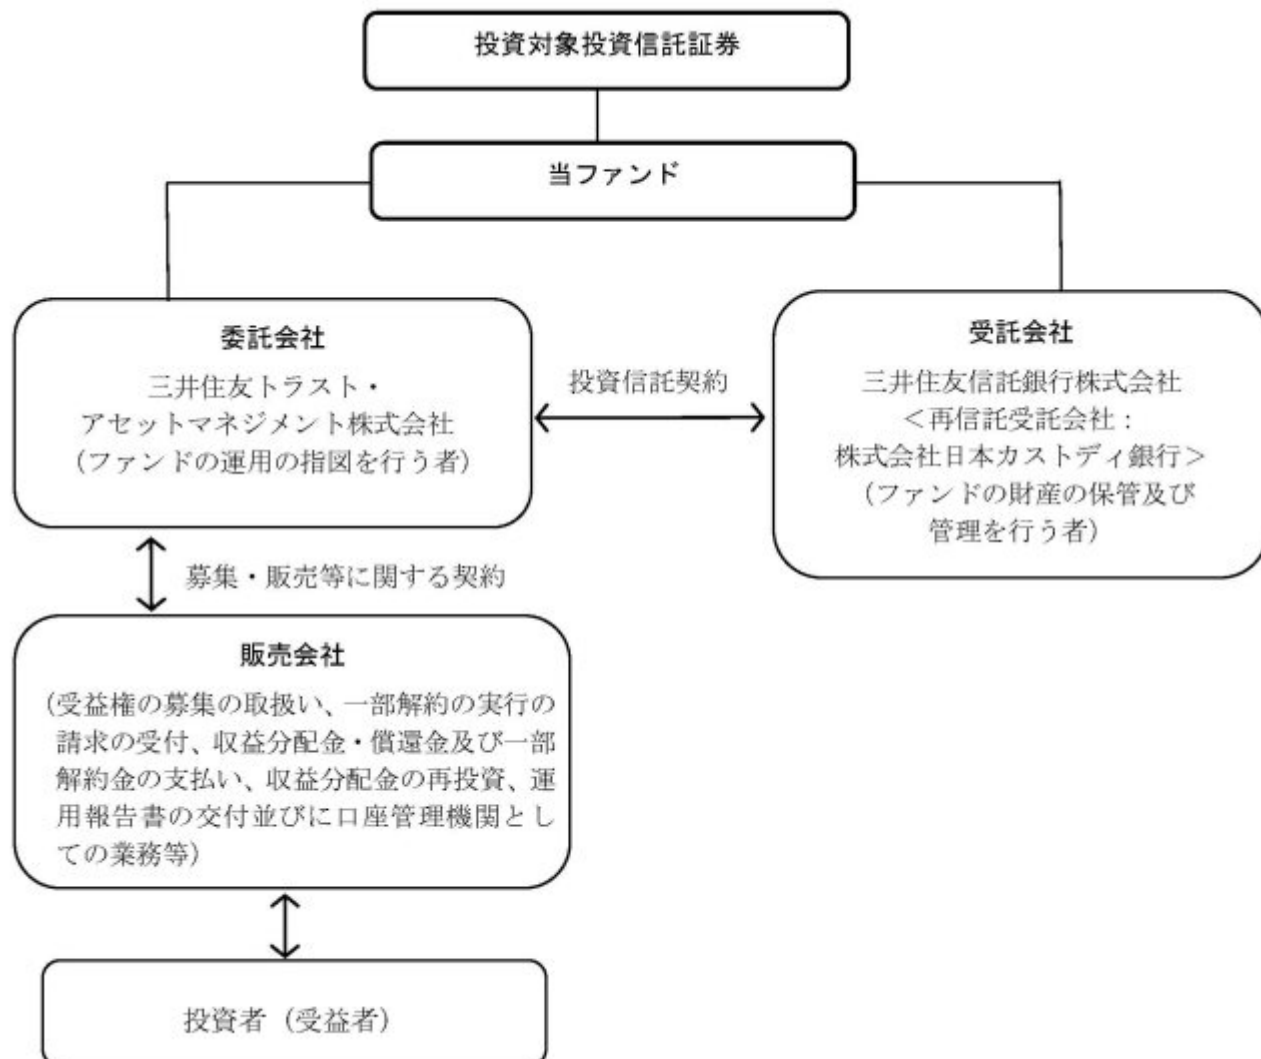 投資対象投資信託証券
当ファンド
委託会社
三井住友トラスト・
アセットマネジメント株式会社
（ファンドの運用の指図を行う者）
投資信託契約
受託会社
三井住友信託銀行株式会社
＜再信託受託会社：
株式会社日本カストディ銀行＞
（ファンドの財産の保管及び
管理を行う者）
募集・販売等に関する契約
販売会社
（受益権の募集の取扱い、一部解約の実行の
請求の受付、収益分配金・償還金及び一部
解約金の支払い、収益分配金の再投資、運
用報告書の交付並びに口座管理機関とし
ての業務等）
投資者（受益者）